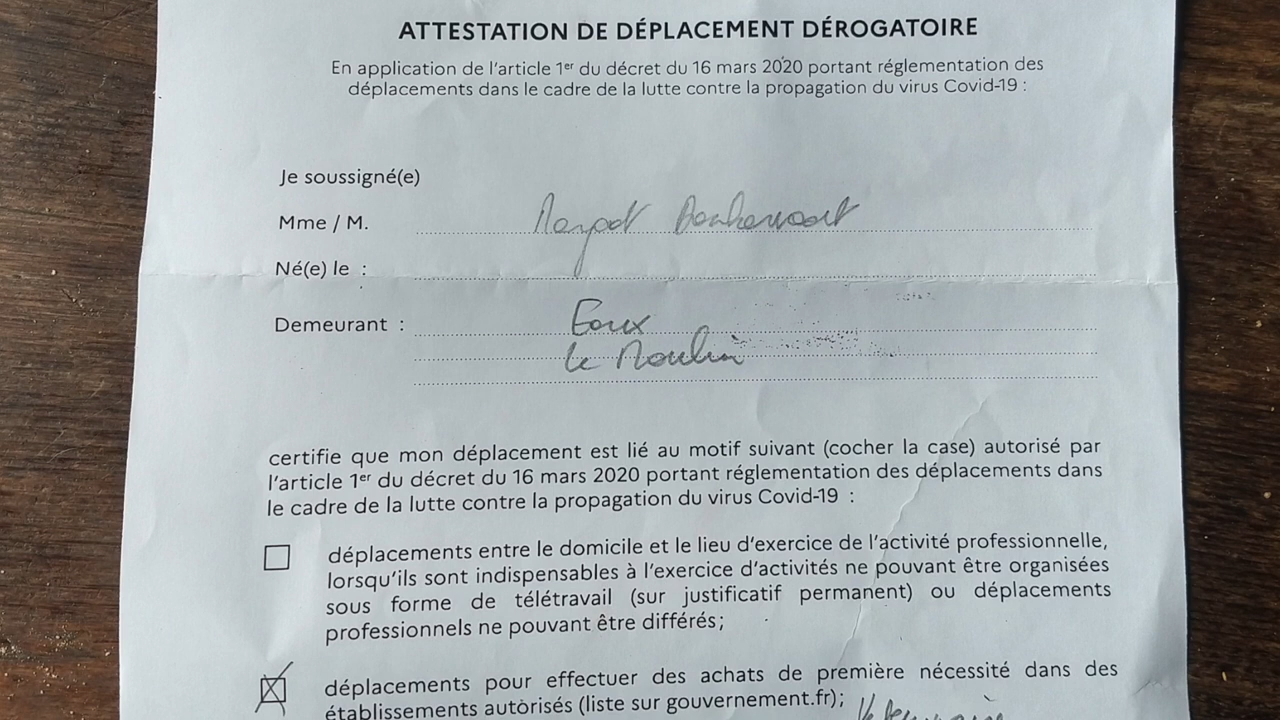 ATTESTATION DE DÉPLACEMENT DÉROGATOIRE
En application de l'article 1er du décret du 16 mars 2020 portant réglementation des
déplacements dans le cadre de la lutte contre la propagation du virus Covid-19 :
Je soussigné(e)
Mme / M.
Né(e) le :
Demeurant : Eoux
Le Moulin
certifie que mon déplacement est lié au motif suivant (cocher la case) autorisé par
l'article 1er du décret du 16 mars 2020 portant réglementation des déplacements dans
le cadre de la lutte contre la propagation du virus Covid-19 :
déplacements entre le domicile et le lieu d'exercice de l'activité professionnelle,
lorsqu'ils sont indispensables à l'exercice d'activités ne pouvant être organisées
sous forme de télétravail (sur justificatif permanent) ou déplacements
professionnels ne pouvant être différés;
déplacements pour effectuer des achats de première nécessité dans des
établissements autorisés (liste sur gouvernement.fr);